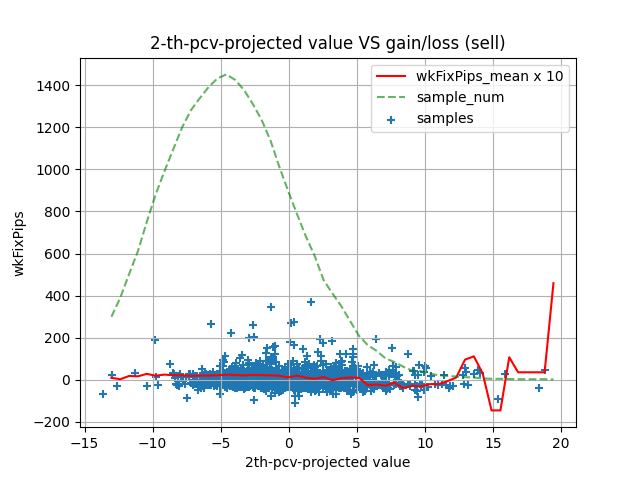 2-th-pcv-projected value VS gain/loss (sell)
wkFixPips_mean x 10
sample_num
samples
wkFixPips
1400
1200
1000
800
600
400
200
0
−200
−15
−10
−5
0
5
10
15
20
2th-pcv-projected value